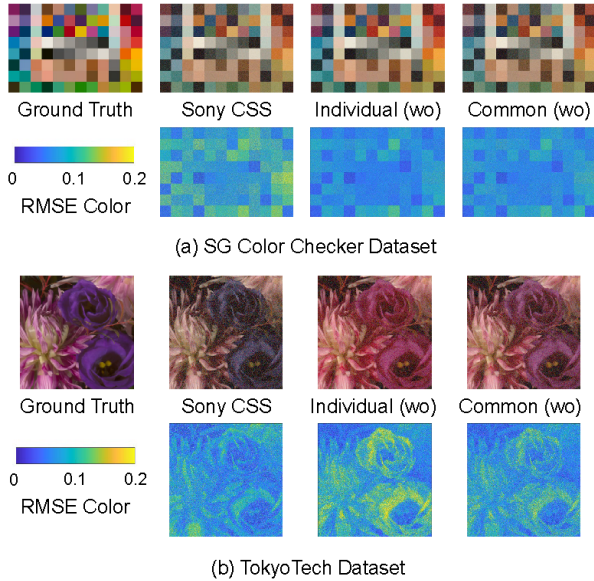 Ground Truth Sony CSS Individual (wo) Common (wo)
0 0.1 0.2
RMSE Color
(a) SG Color Checker Dataset
Ground Truth Sony CSS Individual (wo) Common (wo)
0 0.1 0.2
RMSE Color
(b) TokyoTech Dataset